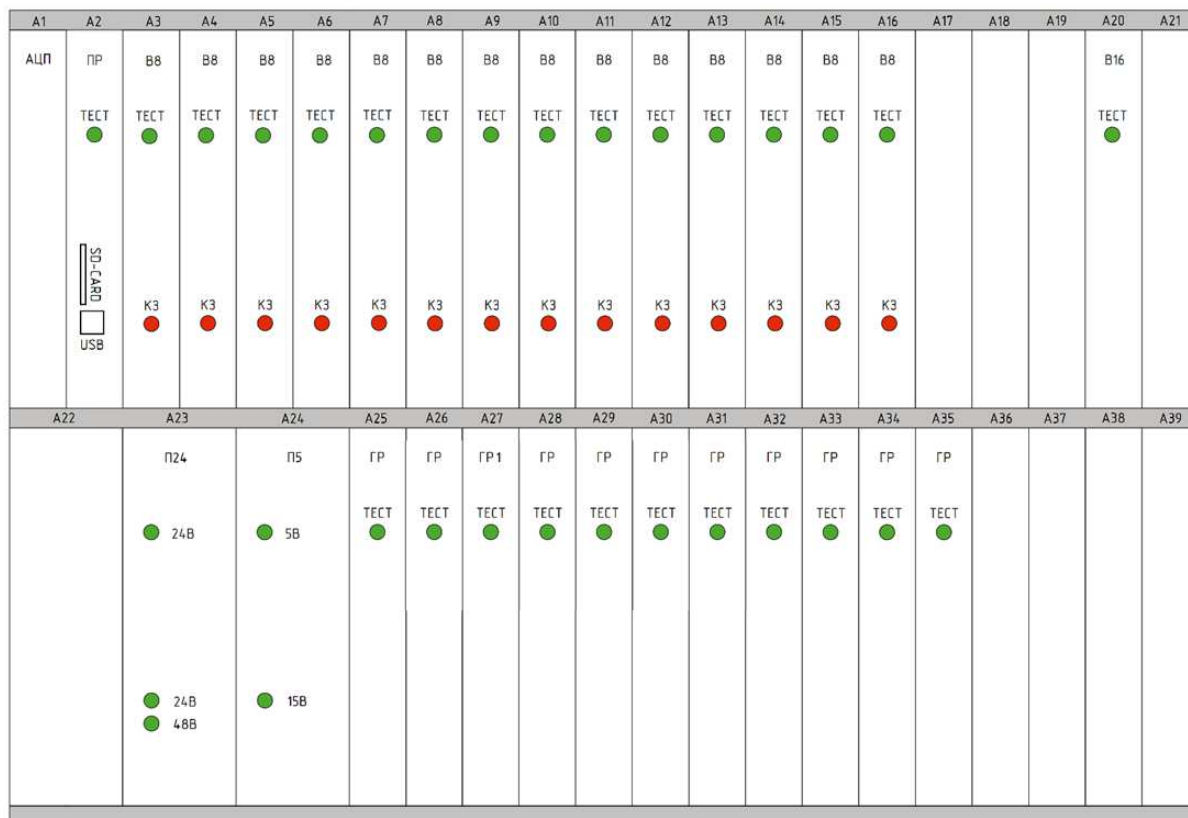 A1 A2 A3 A4 A5 A6 A7 A8 A9 A10 A11 A12 A13 A14 A15 A16 A17 A18 A19 A20 A21
АЦП ПР В8 В8 В8 В8 В8 В8 В8 В8 В8 В8 В8 В8 В8 В8 В16
ТЕСТ ТЕСТ ТЕСТ ТЕСТ ТЕСТ ТЕСТ ТЕСТ ТЕСТ ТЕСТ ТЕСТ ТЕСТ ТЕСТ ТЕСТ ТЕСТ ТЕСТ ТЕСТ
SD-CARD
КЗ КЗ КЗ КЗ КЗ КЗ КЗ КЗ КЗ КЗ КЗ КЗ КЗ КЗ
USB
A22 A23 A24 A25 A26 A27 A28 A29 A30 A31 A32 A33 A34 A35 A36 A37 A38 A39
П24 П5 ГР ГР ГР1 ГР ГР ГР ГР ГР ГР ГР ГР
ТЕСТ ТЕСТ ТЕСТ ТЕСТ ТЕСТ ТЕСТ ТЕСТ ТЕСТ ТЕСТ ТЕСТ ТЕСТ
24В 5В
24В 15В
48В